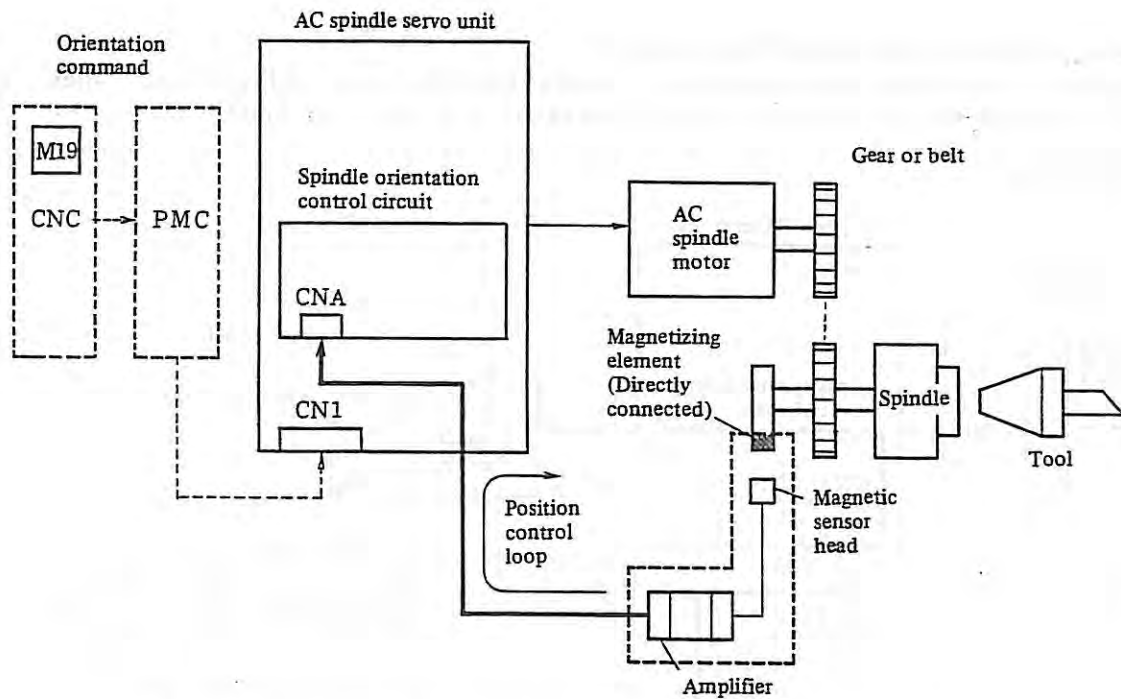 AC spindle servo unit
Orientation
command
M19
CNC
PMC
Spindle orientation
control circuit
CNA
CN1
AC
spindle
motor
Gear or belt
Magnetizing
element
(Directly
connected)
Spindle
Tool
Magnetic
sensor
head
Position
control
loop
Amplifier